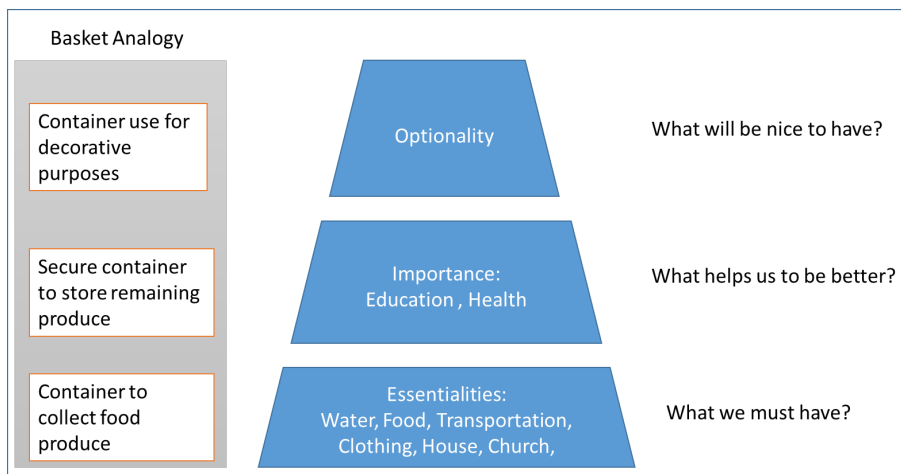 Basket Analogy
Container use for
decorative
purposes
Optionality
What will be nice to have?
Secure container
to store remaining
produce
Importance:
Education , Health
What helps us to be better?
Container to
collect food
produce
Essentialities:
Water, Food, Transportation,
Clothing, House, Church,
What we must have?